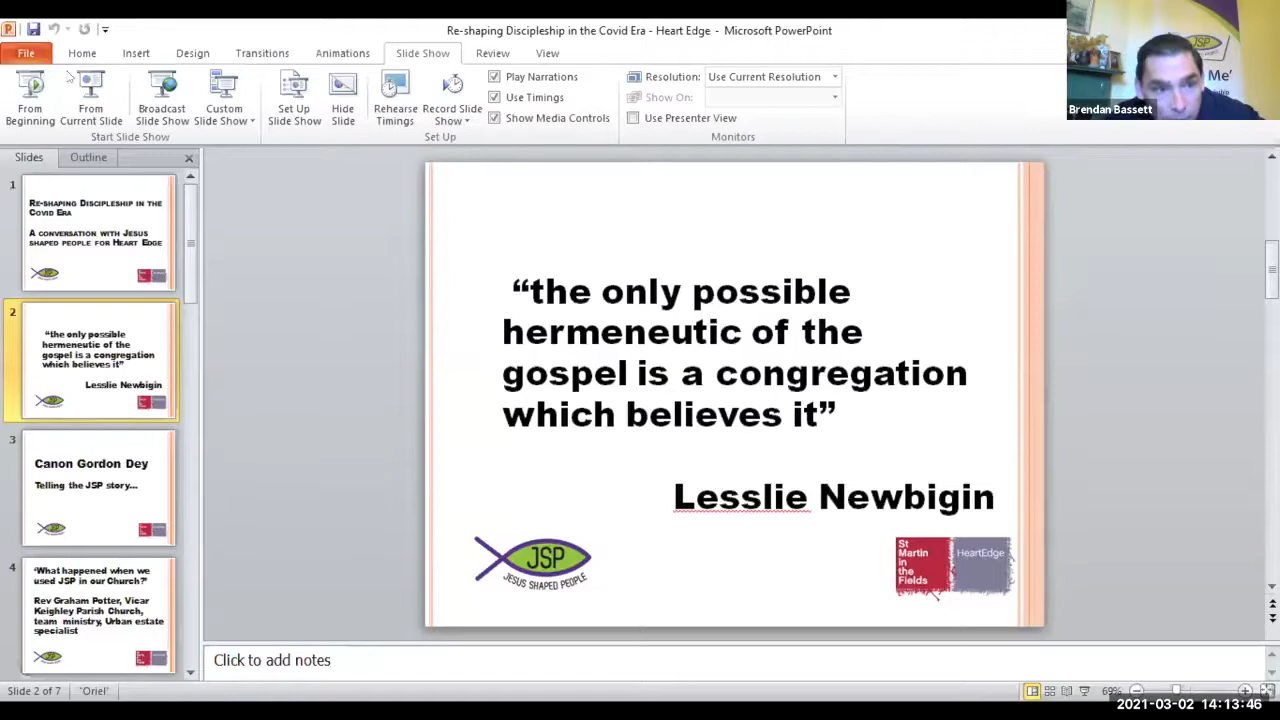 Re-shaping Discipleship in the Covid Era - Heart Edge - Microsoft PowerPoint
File Home Insert Design Transitions Animations Slide Show Review View
From Beginning
From Current Slide
Broadcast Slide Show
Custom Slide Show
Set Up Slide Show
Hide Slide
Rehearse Timings
Record Slide Show
Play Narrations
Use Timings
Show Media Controls
Resolution: Use Current Resolution
Show On:
Use Presenter View
Start Slide Show
Set Up
Monitors
JSP
Me’
Brendan Bassett
Slides Outline
1
Re-shaping Discipleship in the
Covid Era
A conversation with Jesus
shaped people for Heart Edge
2
“the only possible
hermeneutic of the
gospel is a congregation
which believes it”
Lesslie Newbigin
3
Canon Gordon Dey
Telling the JSP story...
4
‘What happened when we
used JSP in our Church?’
Rev Graham Potter, Vicar
Keighley Parish Church,
team ministry, Urban estate
specialist
“the only possible
hermeneutic of the
gospel is a congregation
which believes it”
Lesslie Newbigin
JSP
JESUS SHAPED PEOPLE
St
Martin
in
the
Fields
HeartEdge
Click to add notes
Slide 2 of 7 'Oriel'
69%
2021-03-02 14:13:46